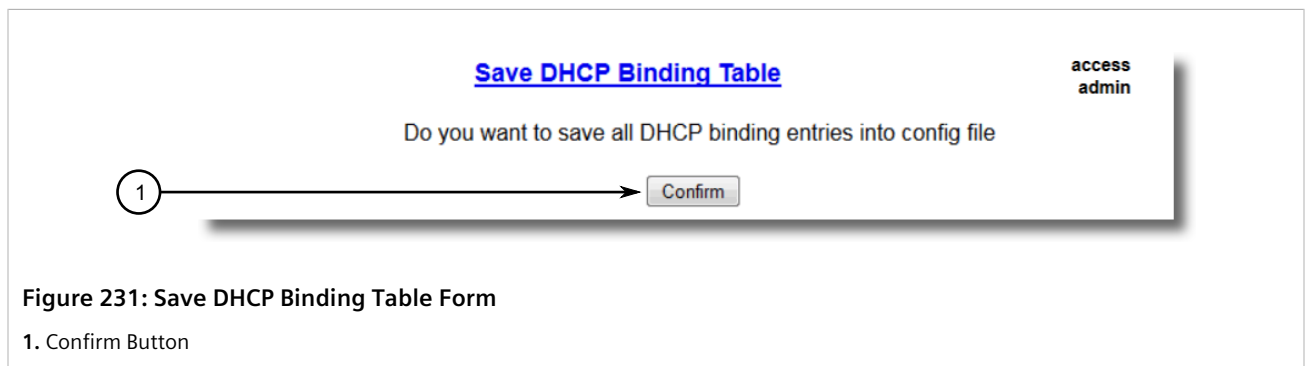 Save DHCP Binding Table
access
admin
Do you want to save all DHCP binding entries into config file
1
Confirm
Figure 231: Save DHCP Binding Table Form
1. Confirm Button